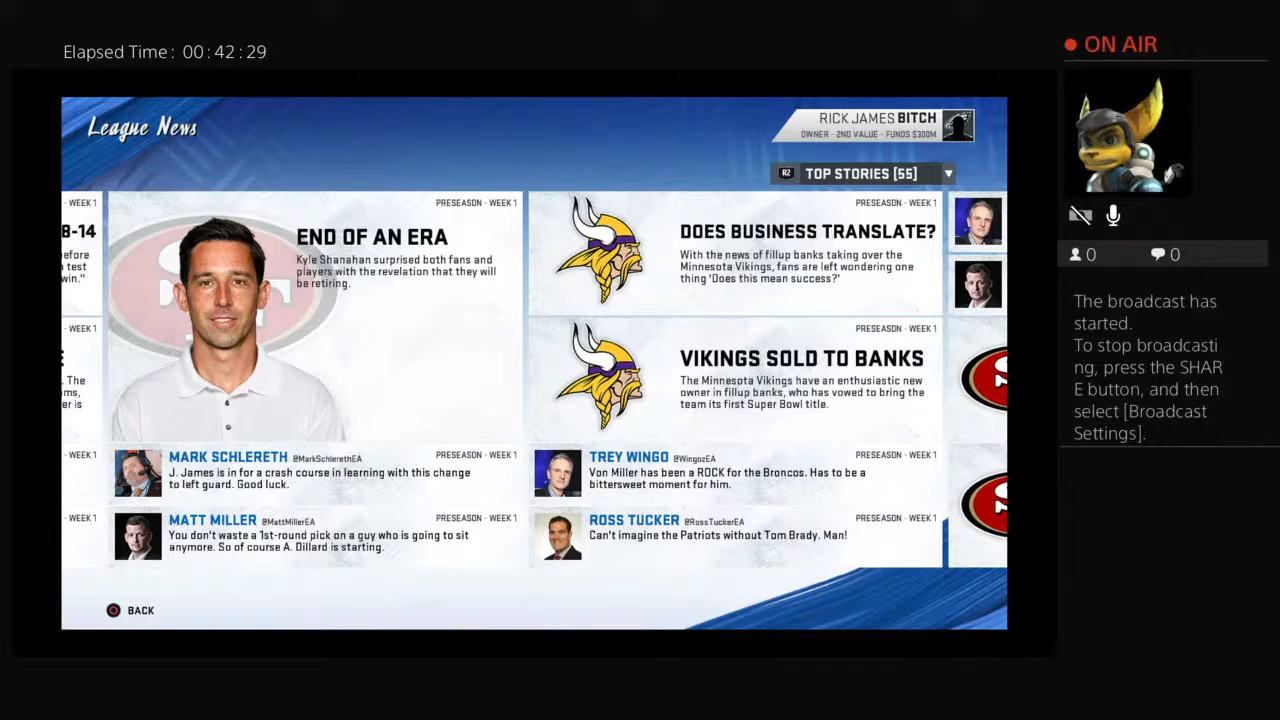 Elapsed Time: 00:42:29
ON AIR
League News
RICK JAMES BITCH
OWNER - 2ND VALUE - FUNDS $300M
R2 TOP STORIES [55]
- WEEK 1
8-14
efore
n test
win."
PRESEASON - WEEK 1
END OF AN ERA
Kyle Shanahan surprised both fans and
players with the revelation that they will
be retiring.
PRESEASON - WEEK 1
DOES BUSINESS TRANSLATE?
With the news of fillup banks taking over the
Minnesota Vikings, fans are left wondering one
thing 'Does this mean success?'
- WEEK 1
E
. The
ms,
er is
PRESEASON - WEEK 1
VIKINGS SOLD TO BANKS
The Minnesota Vikings have an enthusiastic new
owner in fillup banks, who has vowed to bring the
team its first Super Bowl title.
- WEEK 1
MARK SCHLERETH @MarkSchlerethEA PRESEASON - WEEK 1
J. James is in for a crash course in learning with this change
to left guard. Good luck.
TREY WINGO @WingozEA PRESEASON - WEEK 1
Von Miller has been a ROCK for the Broncos. Has to be a
bittersweet moment for him.
- WEEK 1
MATT MILLER @MattMillerEA PRESEASON - WEEK 1
You don't waste a 1st-round pick on a guy who is going to sit
anymore. So of course A. Dillard is starting.
ROSS TUCKER @RossTuckerEA PRESEASON - WEEK 1
Can't imagine the Patriots without Tom Brady. Man!
BACK
0 0
The broadcast has
started.
To stop broadcasti
ng, press the SHAR
E button, and then
select [Broadcast
Settings].